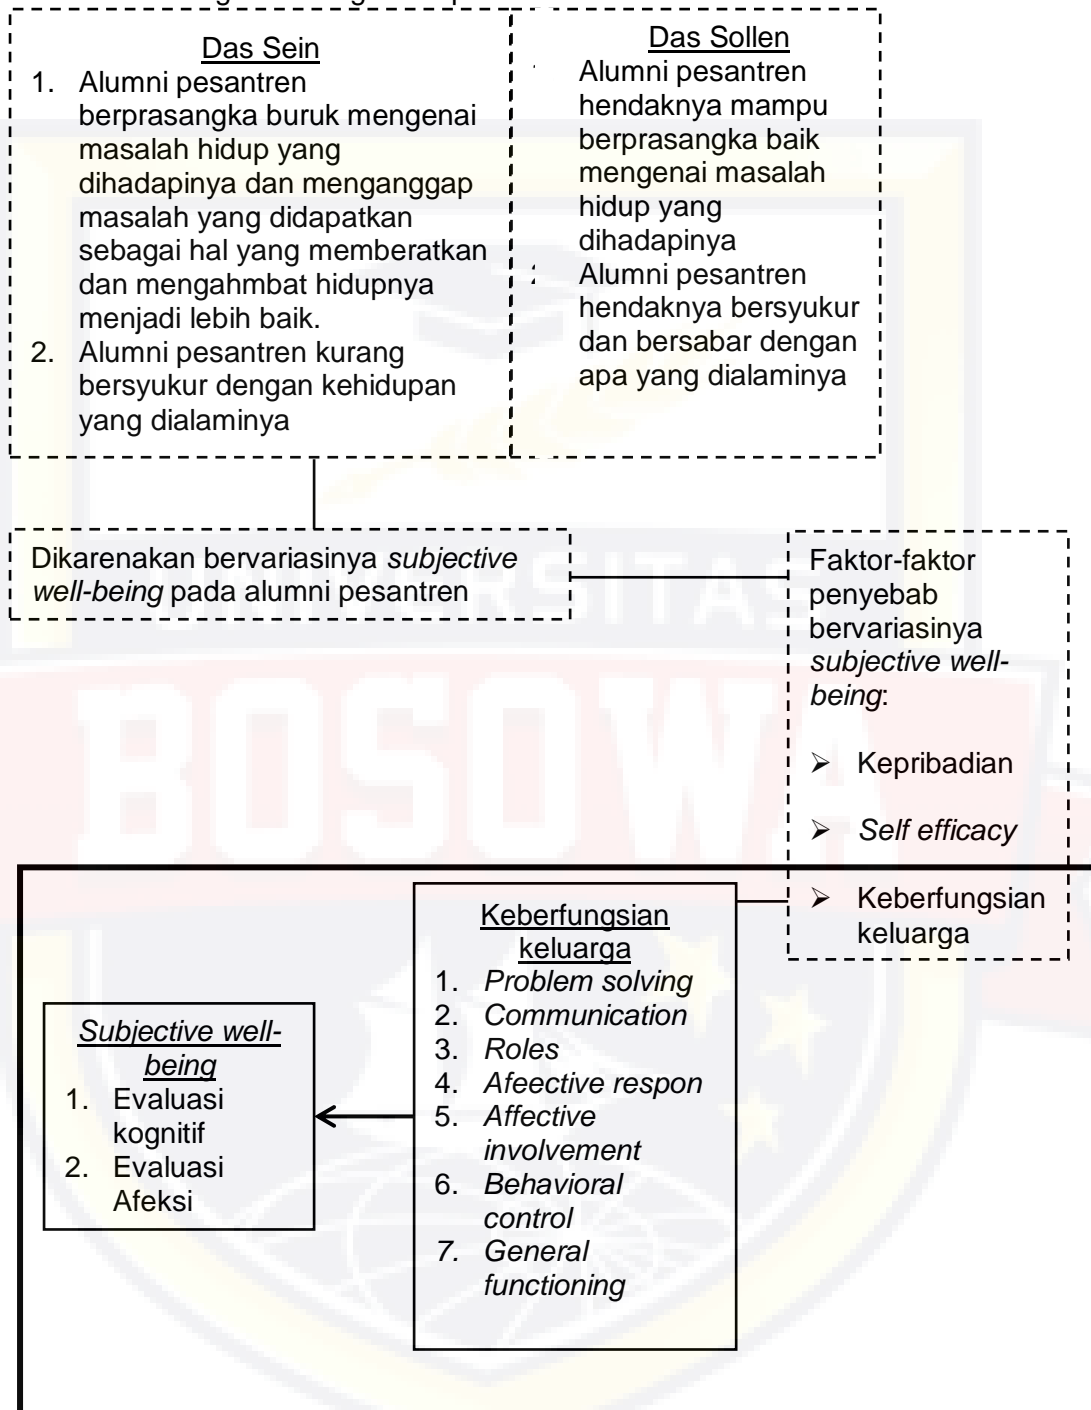 Das Sein
1. Alumni pesantren
berprasangka buruk mengenai
masalah hidup yang
dihadapinya dan menganggap
masalah yang didapatkan
sebagai hal yang memberatkan
dan mengahmbat hidupnya
menjadi lebih baik.
2. Alumni pesantren kurang
bersyukur dengan kehidupan
yang dialaminya
Das Sollen
Alumni pesantren
hendaknya mampu
berprasangka baik
mengenai masalah
hidup yang
dihadapinya
Alumni pesantren
hendaknya bersyukur
dan bersabar dengan
apa yang dialaminya
Dikarenakan bervariasinya subjective
well-being pada alumni pesantren
Faktor-faktor
penyebab
bervariasinya
subjective well-
being:
➢ Kepribadian
➢ Self efficacy
➢ Keberfungsian
keluarga
Keberfungsian
keluarga
1. Problem solving
2. Communication
3. Roles
4. Afeective respon
5. Affective
involvement
6. Behavioral
control
7. General
functioning
Subjective well-
being
1. Evaluasi
kognitif
2. Evaluasi
Afeksi
UNIVERSITAS
BOSOWA